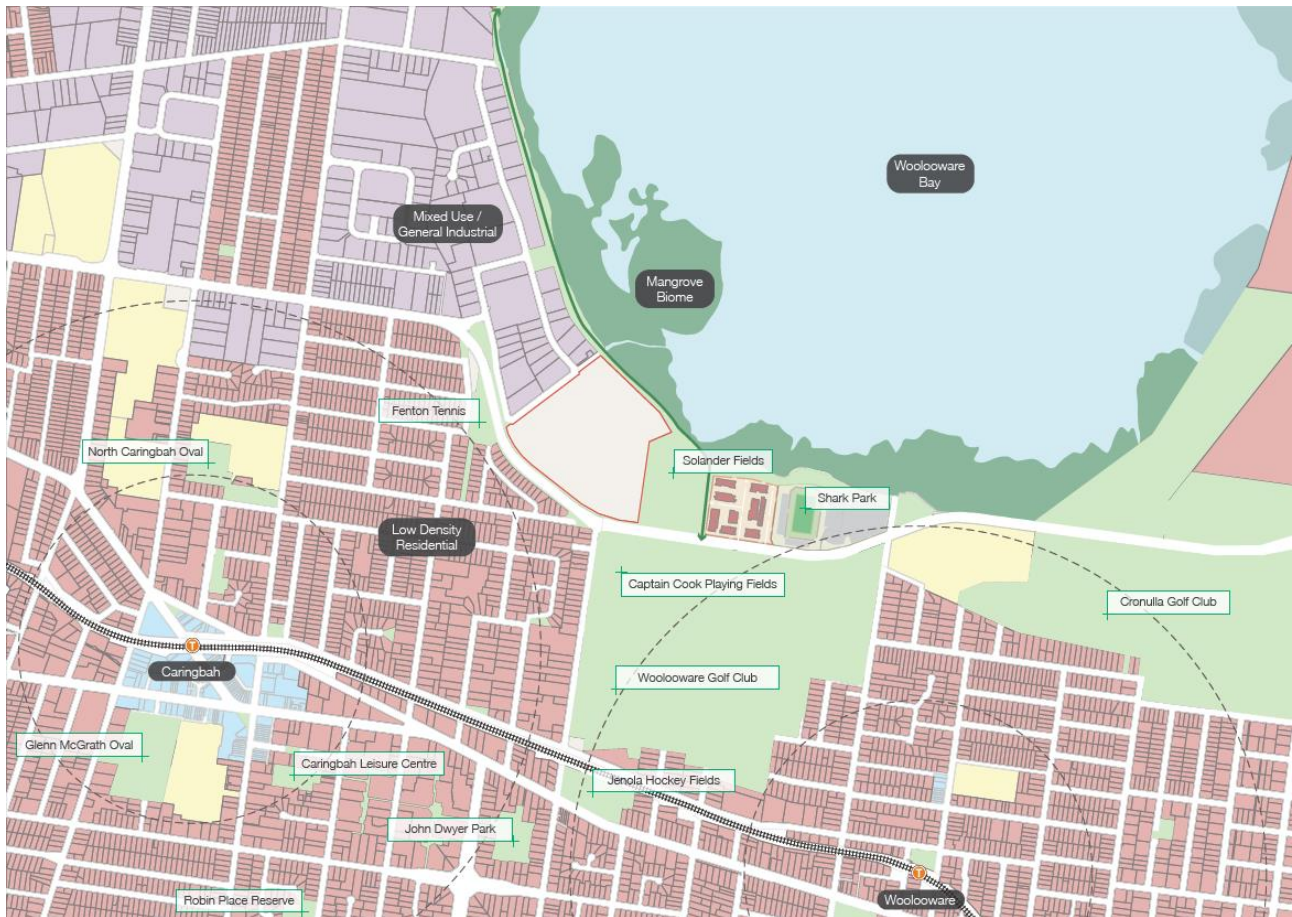 Woolooware
Bay
Mixed Use /
General Industrial
Mangrove
Biome
Fenton Tennis
North Caringbah Oval
Solander Fields
Shark Park
Low Density
Residential
Captain Cook Playing Fields
Cronulla Golf Club
T
Caringbah
Woolooware Golf Club
Glenn McGrath Oval
Caringbah Leisure Centre
Jenola Hockey Fields
John Dwyer Park
T
Robin Place Reserve
Woolooware